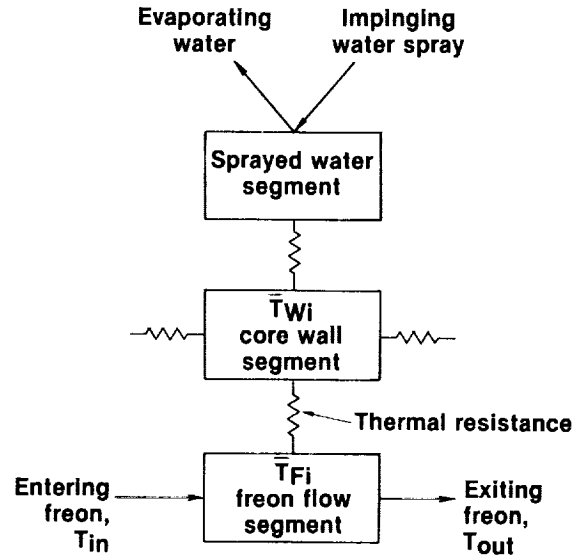 Evaporating
water
Impinging
water spray
Sprayed water
segment
T̿Wi
core wall
segment
Thermal resistance
T̿Fi
freon flow
segment
Entering
freon,
Tin
Exiting
freon,
Tout